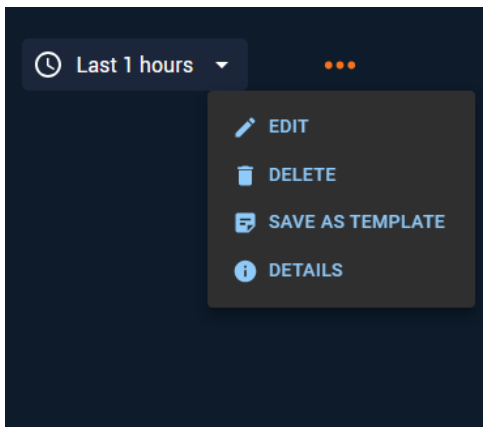 Last 1 hours
EDIT
DELETE
SAVE AS TEMPLATE
DETAILS